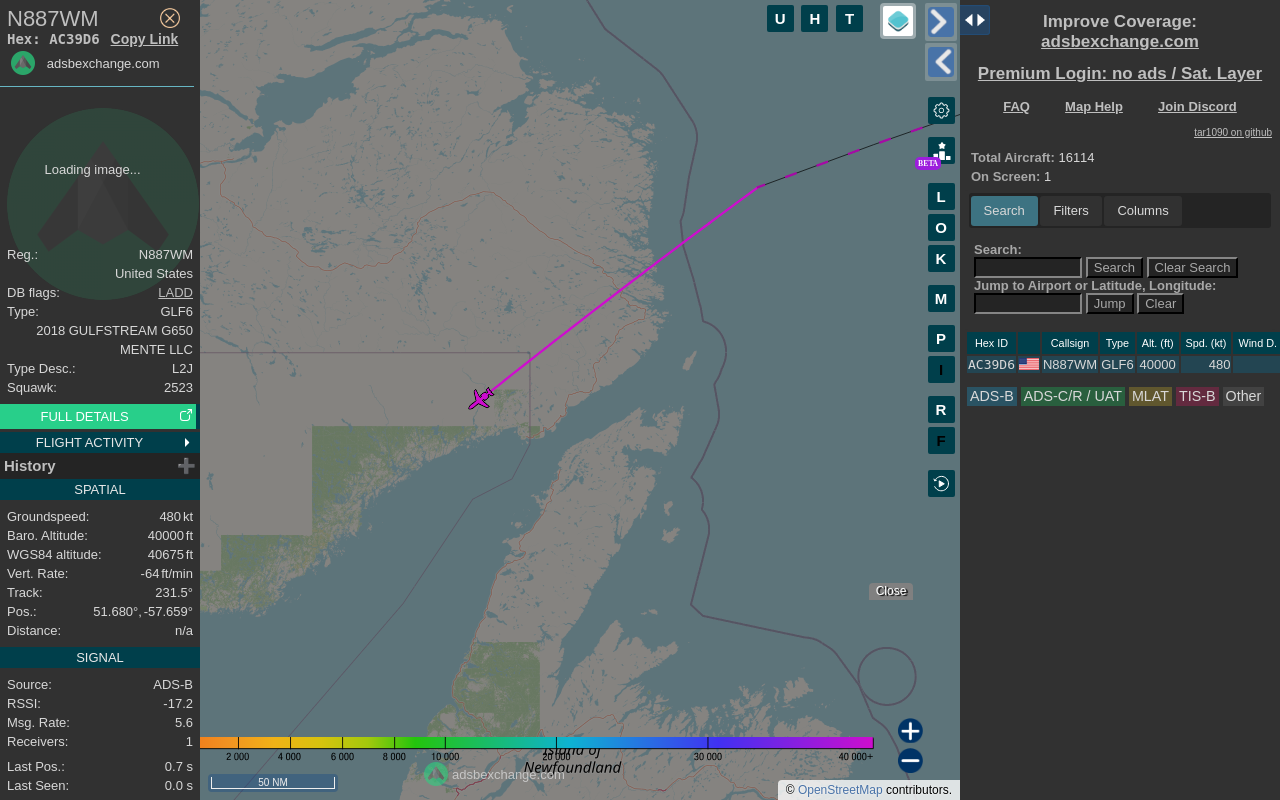 N887WM
Hex: AC39D6 Copy Link
adsbexchange.com
Loading image...
Reg.: N887WM
United States
DB flags: LADD
Type: GLF6
2018 GULFSTREAM G650
MENTE LLC
Type Desc.: L2J
Squawk: 2523
FULL DETAILS
FLIGHT ACTIVITY
History
SPATIAL
Groundspeed: 480 kt
Baro. Altitude: 40000 ft
WGS84 altitude: 40675 ft
Vert. Rate: -64 ft/min
Track: 231.5°
Pos.: 51.680°, -57.659°
Distance: n/a
SIGNAL
Source: ADS-B
RSSI: -17.2
Msg. Rate: 5.6
Receivers: 1
Last Pos.: 0.7 s
Last Seen: 0.0 s
U H T
BETA
L
O
K
M
P
I
R
F
Close
2 000 4 000 6 000 8 000 10 000 20 000 30 000 40 000+
Island of
Newfoundland
adsbexchange.com
50 NM
© OpenStreetMap contributors.
Improve Coverage:
adsbexchange.com
Premium Login: no ads / Sat. Layer
FAQ Map Help Join Discord
tar1090 on github
Total Aircraft: 16114
On Screen: 1
Search Filters Columns
Search:
Search Clear Search
Jump to Airport or Latitude, Longitude:
Jump Clear
Hex ID Callsign Type Alt. (ft) Spd. (kt) Wind D.
AC39D6 N887WM GLF6 40000 480
ADS-B ADS-C/R / UAT MLAT TIS-B Other